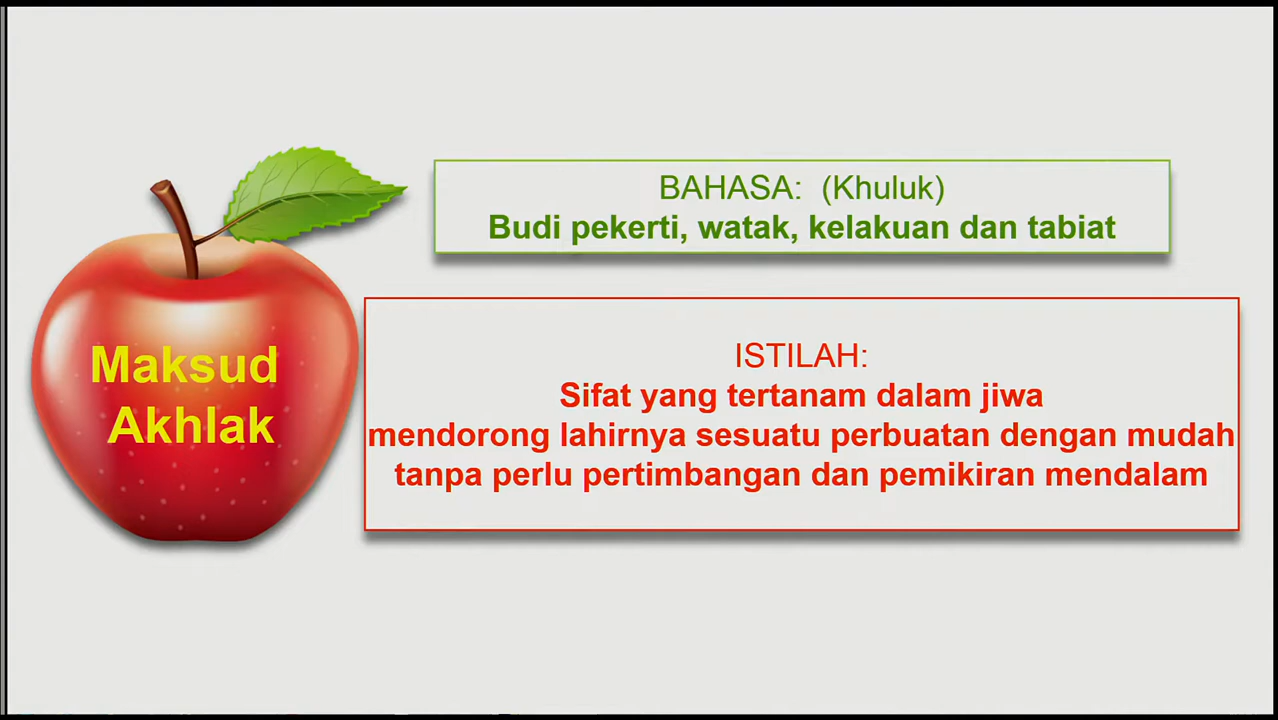 Maksud
Akhlak
BAHASA: (Khuluk)
Budi pekerti, watak, kelakuan dan tabiat
ISTILAH:
Sifat yang tertanam dalam jiwa
mendorong lahirnya sesuatu perbuatan dengan mudah
tanpa perlu pertimbangan dan pemikiran mendalam